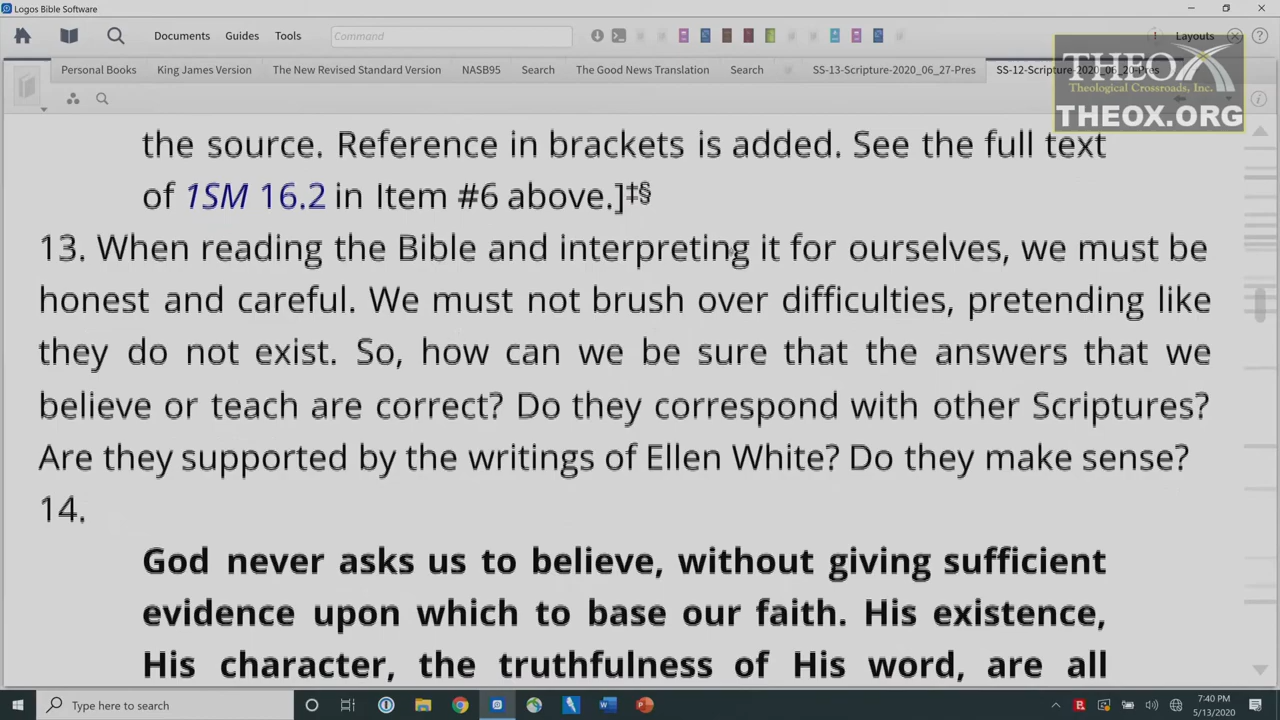 Logos Bible Software
Documents Guides Tools Command Layouts
Personal Books King James Version The New Revised NASB95 Search The Good News Translation Search SS-13-Scripture-2020_06_27-Pres SS-12-Scripture-2020_06_20-Pres
THEOX
Theological Crossroads, Inc.
THEOX.ORG
the source. Reference in brackets is added. See the full text
of 1SM 16.2 in Item #6 above.]‡§
13. When reading the Bible and interpreting it for ourselves, we must be
honest and careful. We must not brush over difficulties, pretending like
they do not exist. So, how can we be sure that the answers that we
believe or teach are correct? Do they correspond with other Scriptures?
Are they supported by the writings of Ellen White? Do they make sense?
14.
God never asks us to believe, without giving sufficient
evidence upon which to base our faith. His existence,
His character, the truthfulness of His word, are all
Type here to search
7:40 PM
5/13/2020